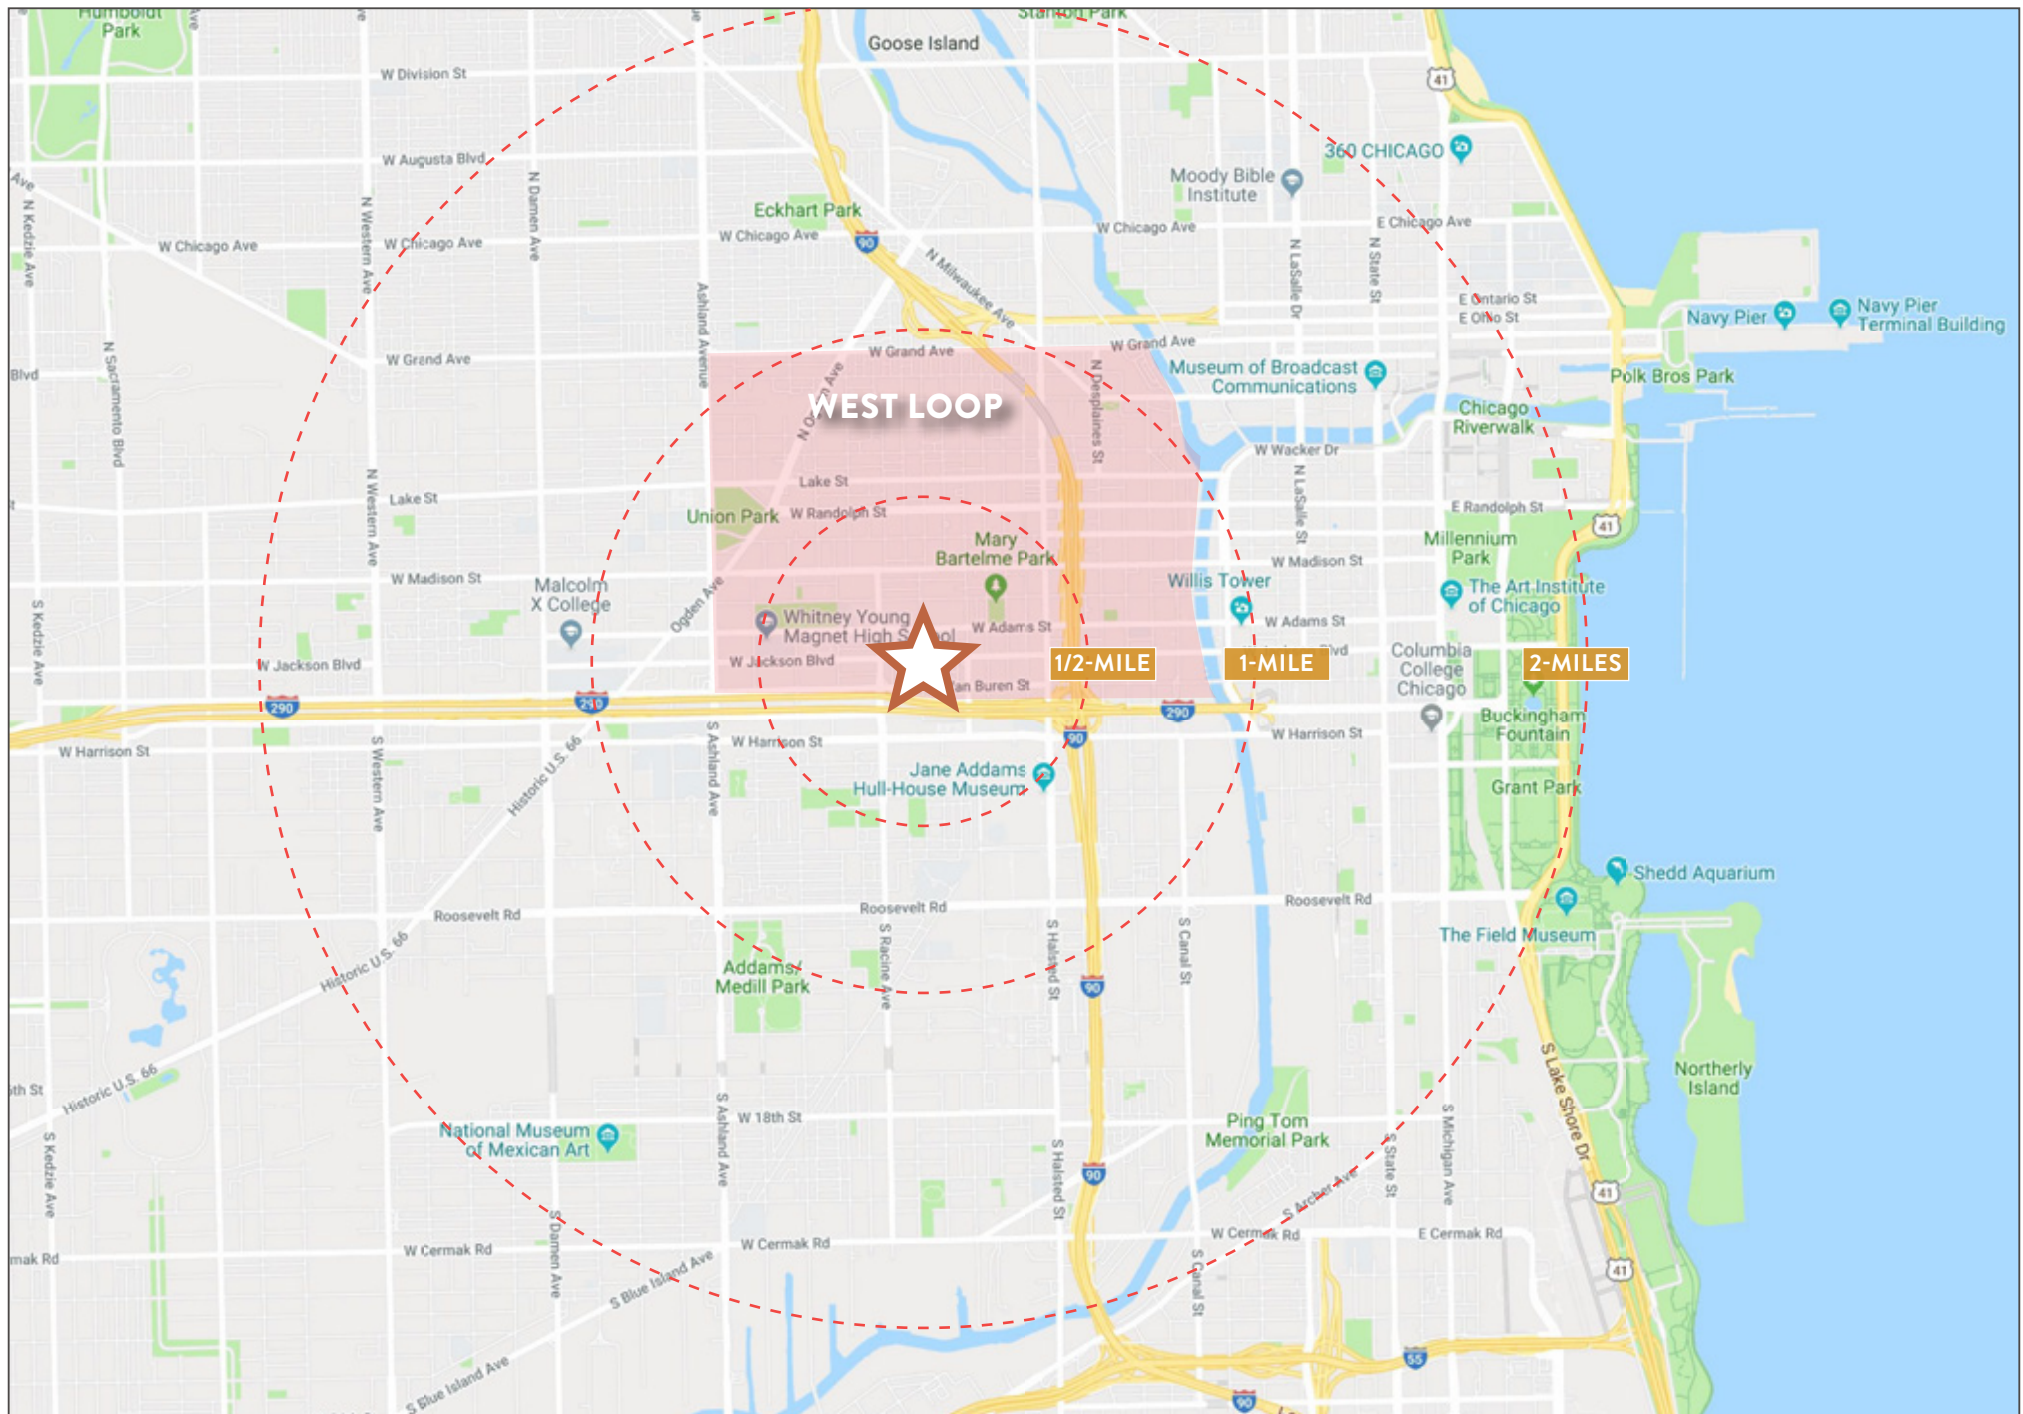 Humboldt
Park
Stanton Park
Goose Island
W Division St
41
360 CHICAGO
W Augusta Blvd
Moody Bible
Institute
N Kedzie Ave
N Western Ave
N Damen Ave
Eckhart Park
W Chicago Ave
W Chicago Ave
W Chicago Ave
W Chicago Ave
E Chicago Ave
90
N Milwaukee Ave
N LaSalle Dr
N State St
Ashland Avenue
E Ontario St
E Ohio St
Navy Pier
Navy Pier
Terminal Building
N Sacramento Blvd
Blvd
W Grand Ave
W Grand Ave
W Grand Ave
Museum of Broadcast
Communications
Polk Bros Park
N Desplaines St
WEST LOOP
Chicago
Riverwalk
W Wacker Dr
N Western Ave
Lake St
Lake St
N LaSalle St
Union Park
W Randolph St
E Randolph St
41
Mary
Bartelme Park
Millennium
Park
W Madison St
W Madison St
Malcolm
X College
Ogden Ave
Willis Tower
The Art Institute
of Chicago
S Kedzie Ave
Whitney Young
Magnet High School
W Adams St
W Adams St
W Jackson Blvd
W Jackson Blvd
1/2-MILE
1-MILE
2-MILES
Columbia
College
Chicago
an Buren St
290
290
290
Buckingham
Fountain
W Harrison St
W Harrison St
W Harrison St
90
S Western Ave
Historic U.S. 66
S Ashland Ave
Jane Addams
Hull-House Museum
Grant Park
Shedd Aquarium
Roosevelt Rd
Roosevelt Rd
Roosevelt Rd
The Field Museum
Historic U.S. 66
Addams/
Medill Park
S Racine Ave
S Halsted St
S Canal St
90
Historic U.S. 66
Northerly
Island
S Lake Shore Dr
W 18th St
National Museum
of Mexican Art
Ping Tom
Memorial Park
S Kedzie Ave
S Ashland Ave
S Halsted St
90
S State St
S Michigan Ave
S Archer Ave
41
S Damen Ave
W Cermak Rd
W Cermak Rd
W Cermak Rd
E Cermak Rd
mak Rd
S Blue Island Ave
S Canal St
41
55
S Blue Island Ave
90